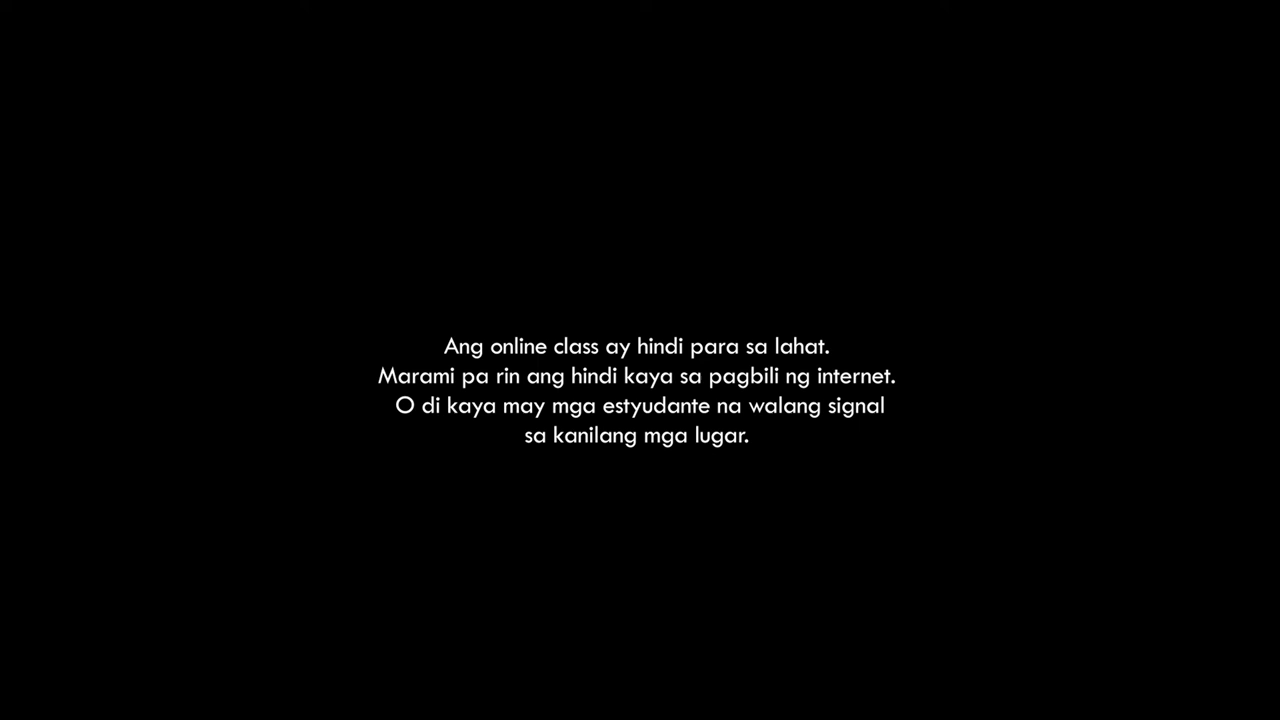 Ang online class ay hindi para sa lahat.
Marami pa rin ang hindi kaya sa pagbili ng internet.
O di kaya may mga estyudante na walang signal
sa kanilang mga lugar.